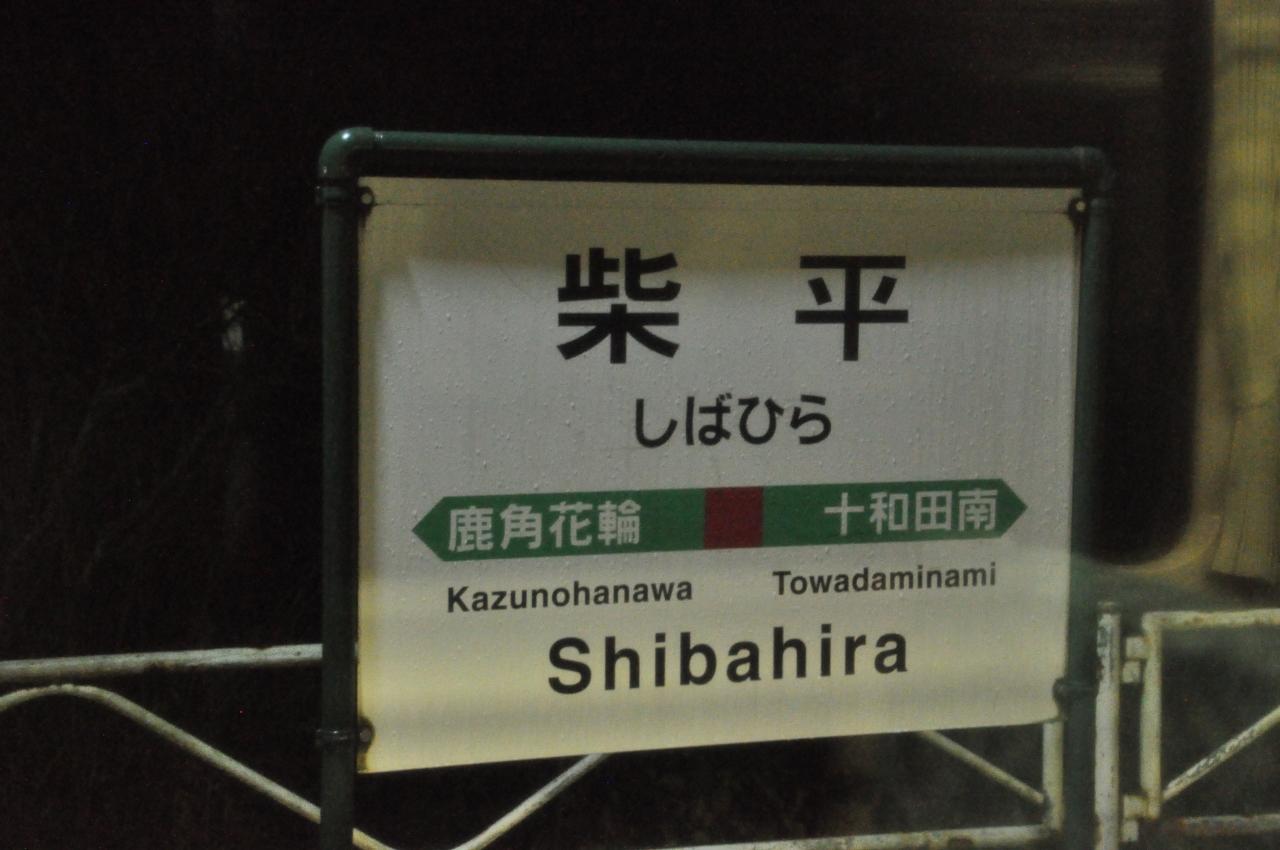 柴平
しばひら
鹿角花輪 十和田南
Kazunohanawa Towadaminami
Shibahira